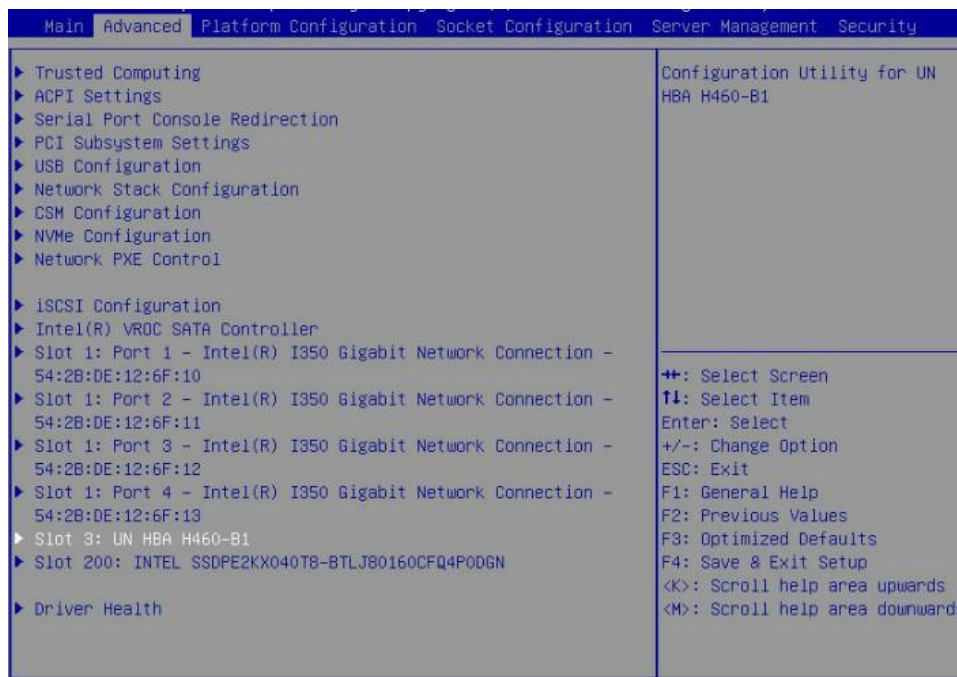 Main Advanced Platform Configuration Socket Configuration Server Management Security
Trusted Computing
ACPI Settings
Serial Port Console Redirection
PCI Subsystem Settings
USB Configuration
Network Stack Configuration
CSM Configuration
NVMe Configuration
Network PXE Control
iSCSI Configuration
Intel(R) VROC SATA Controller
Slot 1: Port 1 - Intel(R) I350 Gigabit Network Connection -
54:2B:DE:12:6F:10
Slot 1: Port 2 - Intel(R) I350 Gigabit Network Connection -
54:2B:DE:12:6F:11
Slot 1: Port 3 - Intel(R) I350 Gigabit Network Connection -
54:2B:DE:12:6F:12
Slot 1: Port 4 - Intel(R) I350 Gigabit Network Connection -
54:2B:DE:12:6F:13
Slot 3: UN HBA H460-B1
Slot 200: INTEL SSDPE2KX040T8-BTLJ80160CFQ4P0DGN
Driver Health
Configuration Utility for UN
HBA H460-B1
→←: Select Screen
↑↓: Select Item
Enter: Select
+/-: Change Option
ESC: Exit
F1: General Help
F2: Previous Values
F3: Optimized Defaults
F4: Save & Exit Setup
<K>: Scroll help area upwards
<M>: Scroll help area downward